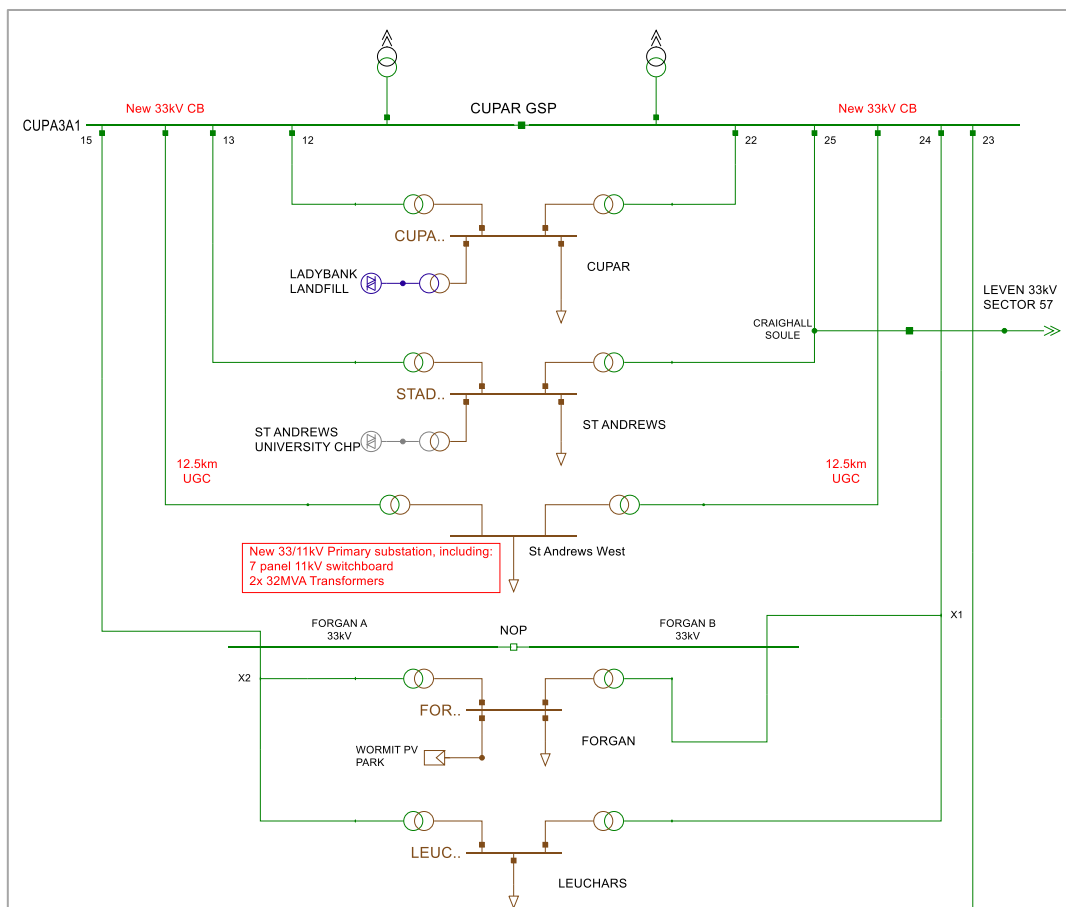 New 33kV CB
CUPAR GSP
New 33kV CB
CUPA3A1
15
13
12
22
25
24
23
CUPA..
CUPAR
LADYBANK
LANDFILL
LEVEN 33kV
SECTOR 57
CRAIGHALL
SOULE
STAD..
ST ANDREWS
ST ANDREWS
UNIVERSITY CHP
12.5km
UGC
12.5km
UGC
St Andrews West
New 33/11kV Primary substation, including:
7 panel 11kV switchboard
2x 32MVA Transformers
X1
FORGAN A
33kV
NOP
FORGAN B
33kV
X2
FOR..
FORGAN
WORMIT PV
PARK
LEUC..
LEUCHARS